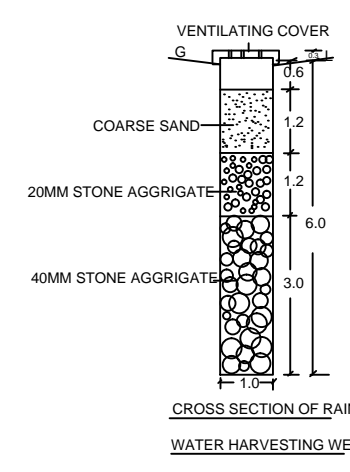 VENTILATING COVER
G
0.3
0.6
COARSE SAND
1.2
20MM STONE AGGRIGATE
1.2
6.0
40MM STONE AGGRIGATE
3.0
1.0
CROSS SECTION OF RAI
WATER HARVESTING WE